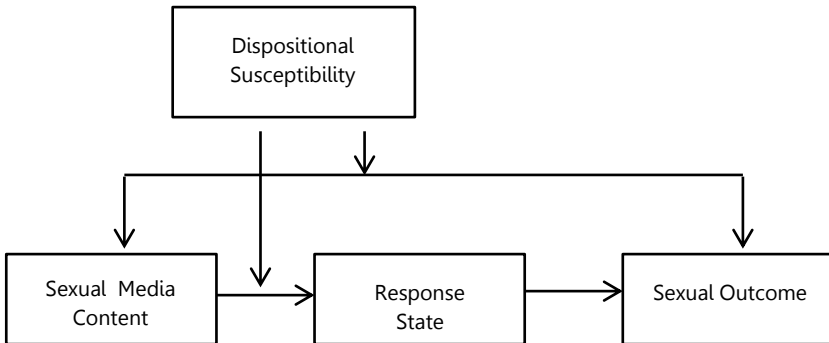 Dispositional
Susceptibility
Sexual Media
Content
Response
State
Sexual Outcome